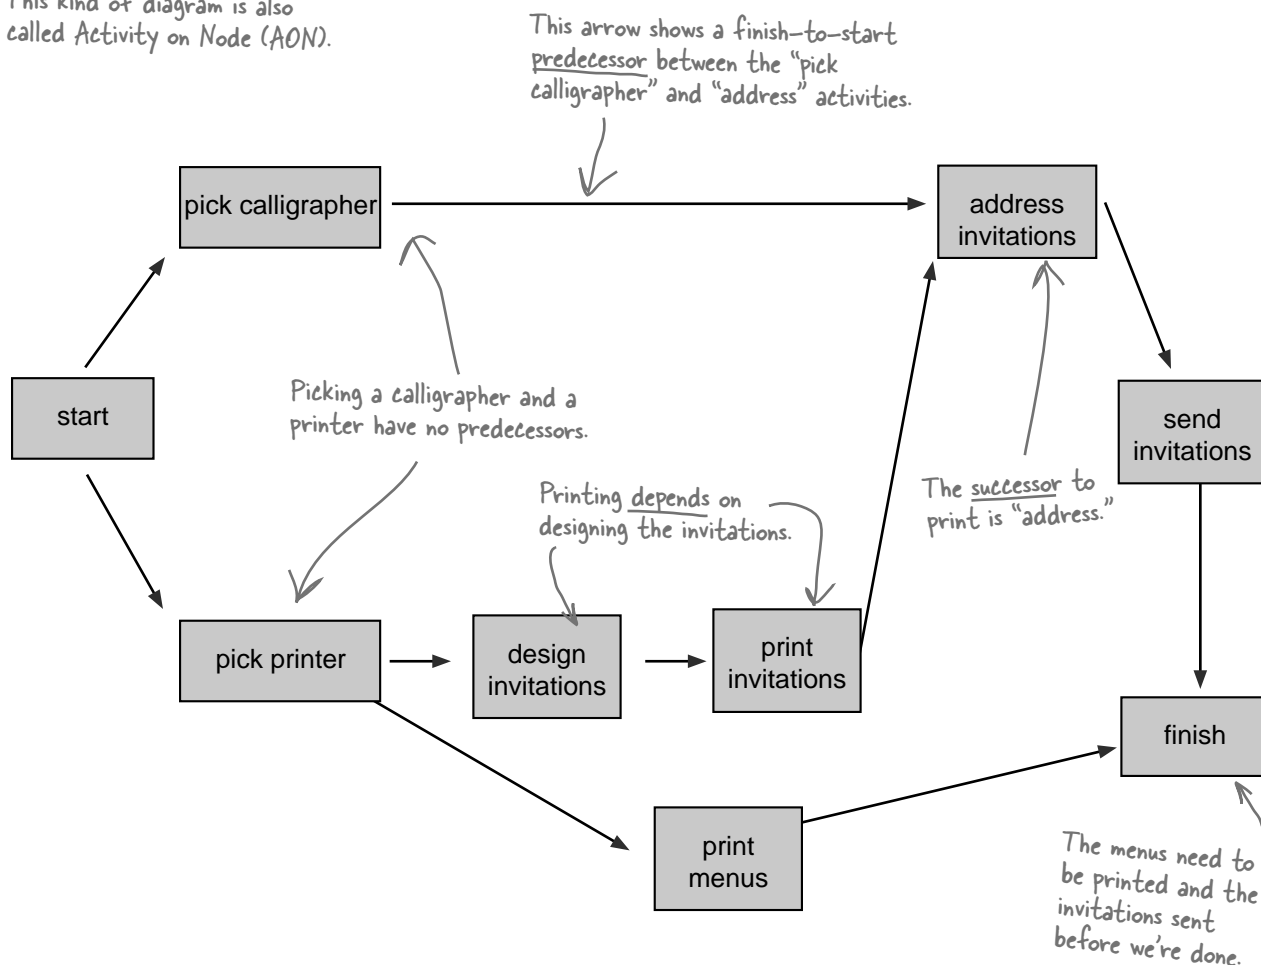 This kind of diagram is also
called Activity on Node (AON).
This arrow shows a finish-to-start
predecessor between the “pick
calligrapher” and “address” activities.
pick calligrapher
address
invitations
start
Picking a calligrapher and a
printer have no predecessors.
send
invitations
Printing depends on
designing the invitations.
The successor to
print is “address.”
pick printer
design
invitations
print
invitations
finish
print
menus
The menus need to
be printed and the
invitations sent
before we’re done.